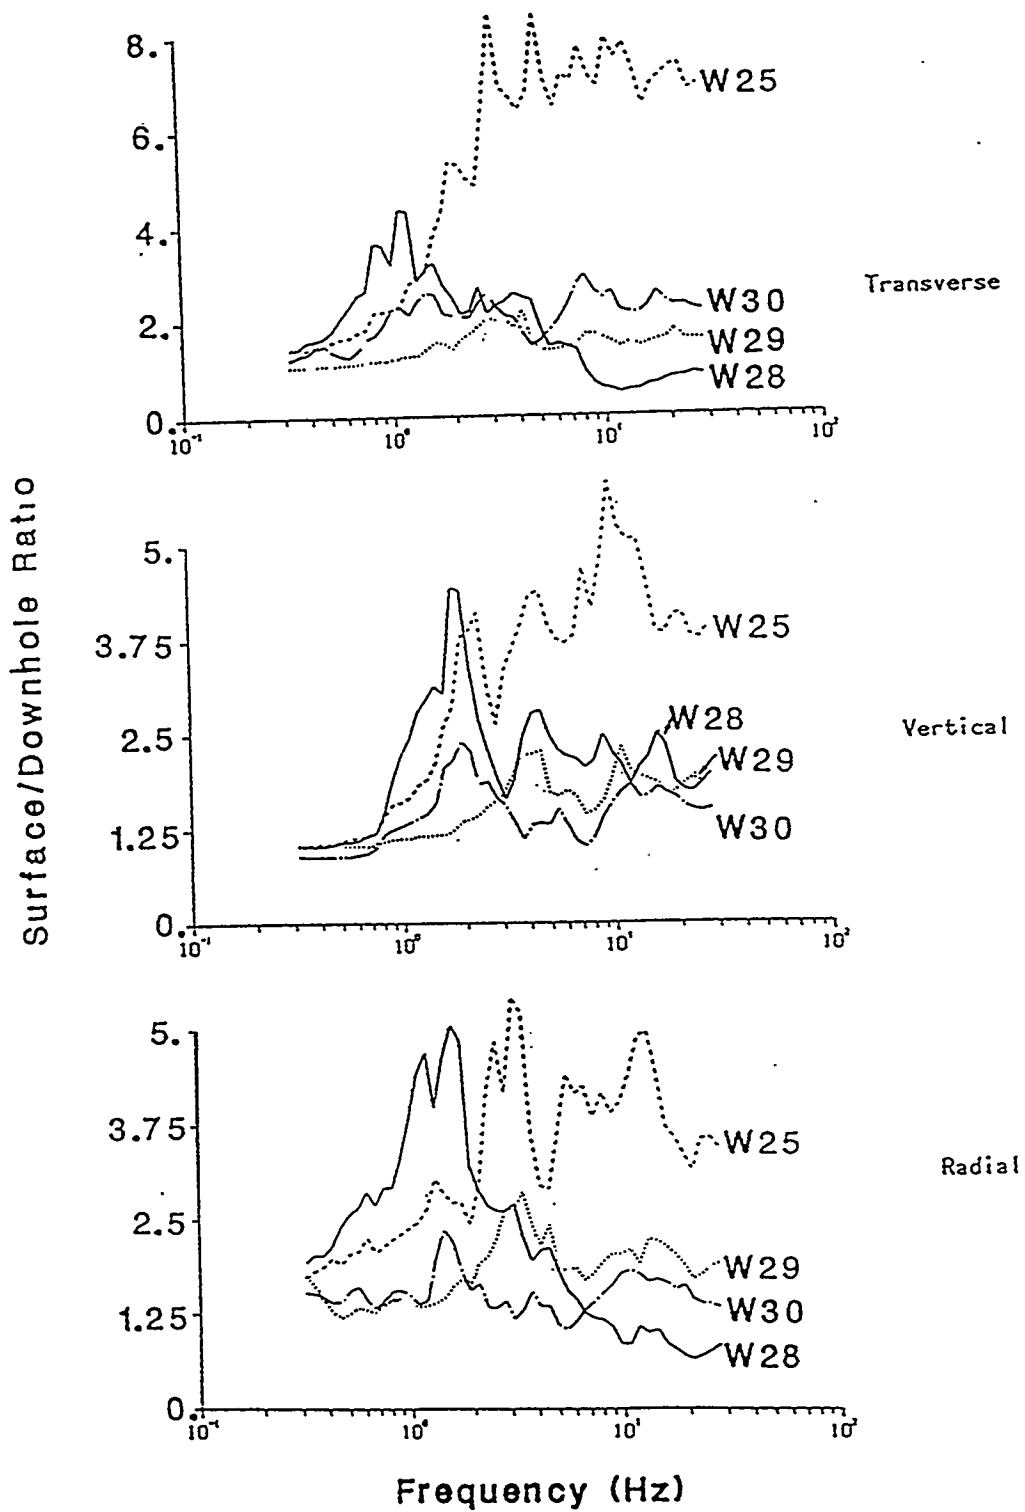 Surface/Downhole Ratio
8.
6.
4.
2.
0.
10⁻¹
10⁰
10¹
10²
W25
W30
W29
W28
Transverse
5.
3.75
2.5
1.25
0.
10⁻¹
10⁰
10¹
10²
W25
W28
W29
W30
Vertical
5.
3.75
2.5
1.25
0.
10⁻¹
10⁰
10¹
10²
W25
W29
W30
W28
Radial
Frequency (Hz)